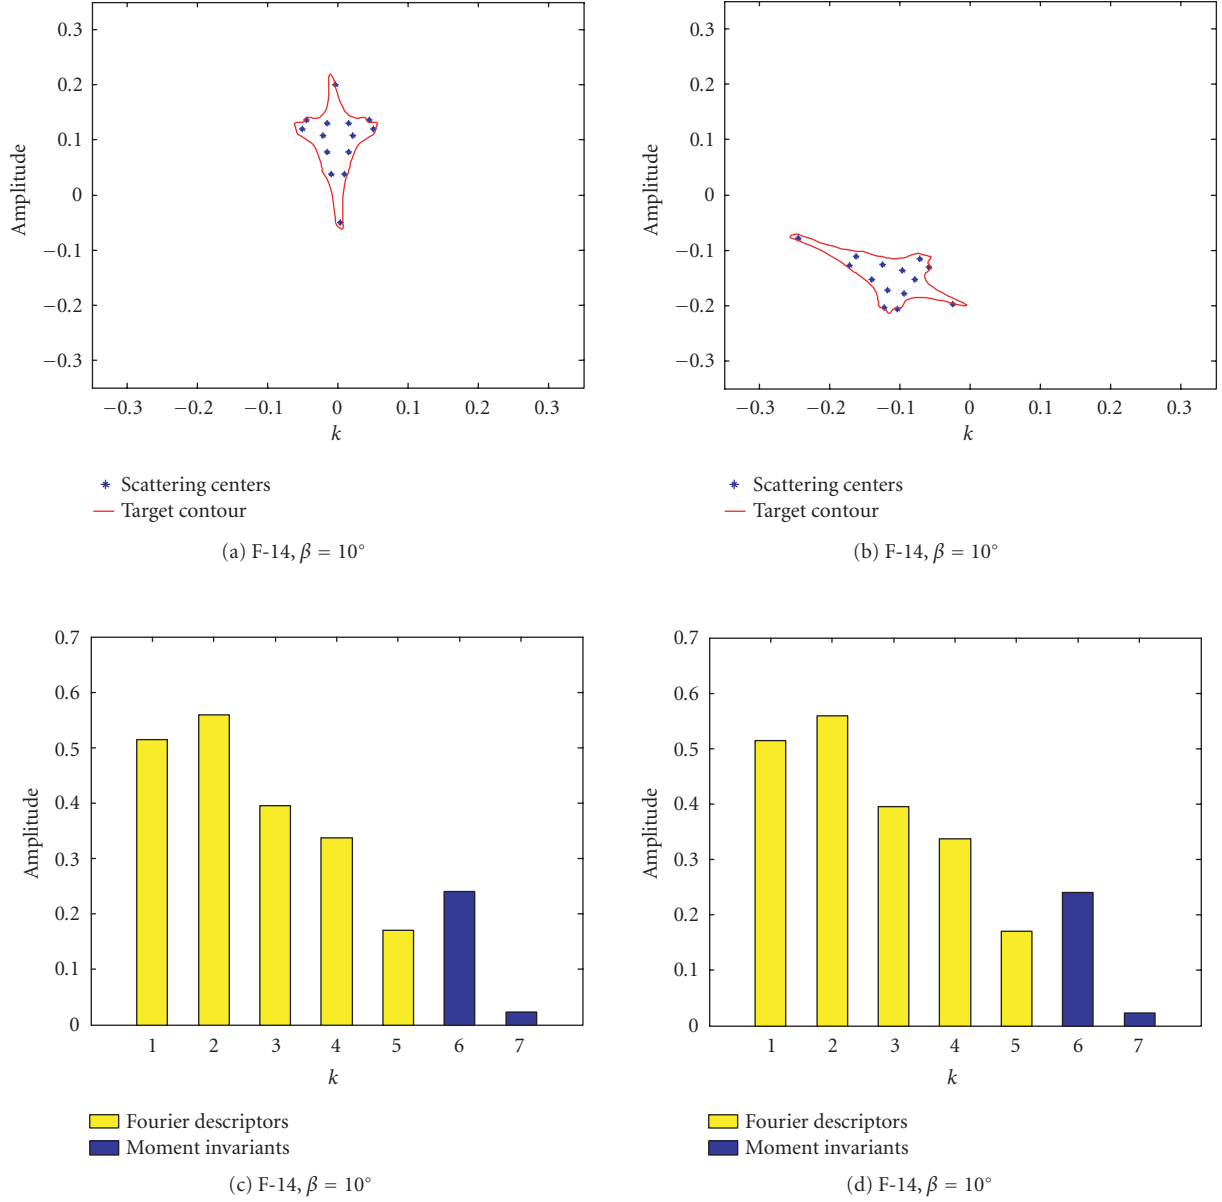 0.3
0.2
0.1
0
−0.1
−0.2
−0.3
Amplitude
−0.3 −0.2 −0.1 0 0.1 0.2 0.3
k
Scattering centers
Target contour
(a) F-14, β = 10°
0.3
0.2
0.1
0
−0.1
−0.2
−0.3
Amplitude
−0.3 −0.2 −0.1 0 0.1 0.2 0.3
k
Scattering centers
Target contour
(b) F-14, β = 10°
0.7
0.6
0.5
0.4
0.3
0.2
0.1
0
Amplitude
1 2 3 4 5 6 7
k
Fourier descriptors
Moment invariants
(c) F-14, β = 10°
0.7
0.6
0.5
0.4
0.3
0.2
0.1
0
Amplitude
1 2 3 4 5 6 7
k
Fourier descriptors
Moment invariants
(d) F-14, β = 10°